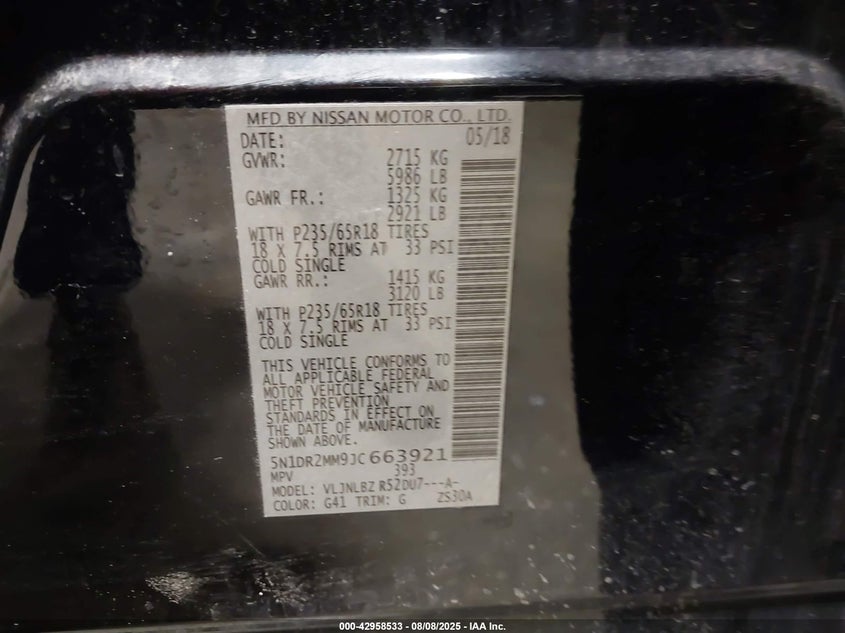 MFD BY NISSAN MOTOR CO., LTD.
DATE: 05/18
GVWR: 2715 KG
5986 LB
GAWR FR.: 1325 KG
2921 LB
WITH P235/65R18 TIRES
18 X 7.5 RIMS AT 33 PSI
COLD SINGLE
GAWR RR.: 1415 KG
3120 LB
WITH P235/65R18 TIRES
18 X 7.5 RIMS AT 33 PSI
COLD SINGLE
THIS VEHICLE CONFORMS TO
ALL APPLICABLE FEDERAL
MOTOR VEHICLE SAFETY AND
THEFT PREVENTION
STANDARDS IN EFFECT ON
THE DATE OF MANUFACTURE
SHOWN ABOVE.
5N1DR2MM9JC 663921
MPV 393
MODEL: VLJNLBZ R52DU7---A-
COLOR: G41 TRIM: G ZS30A
000-42958533 - 08/08/2025 - IAA Inc.